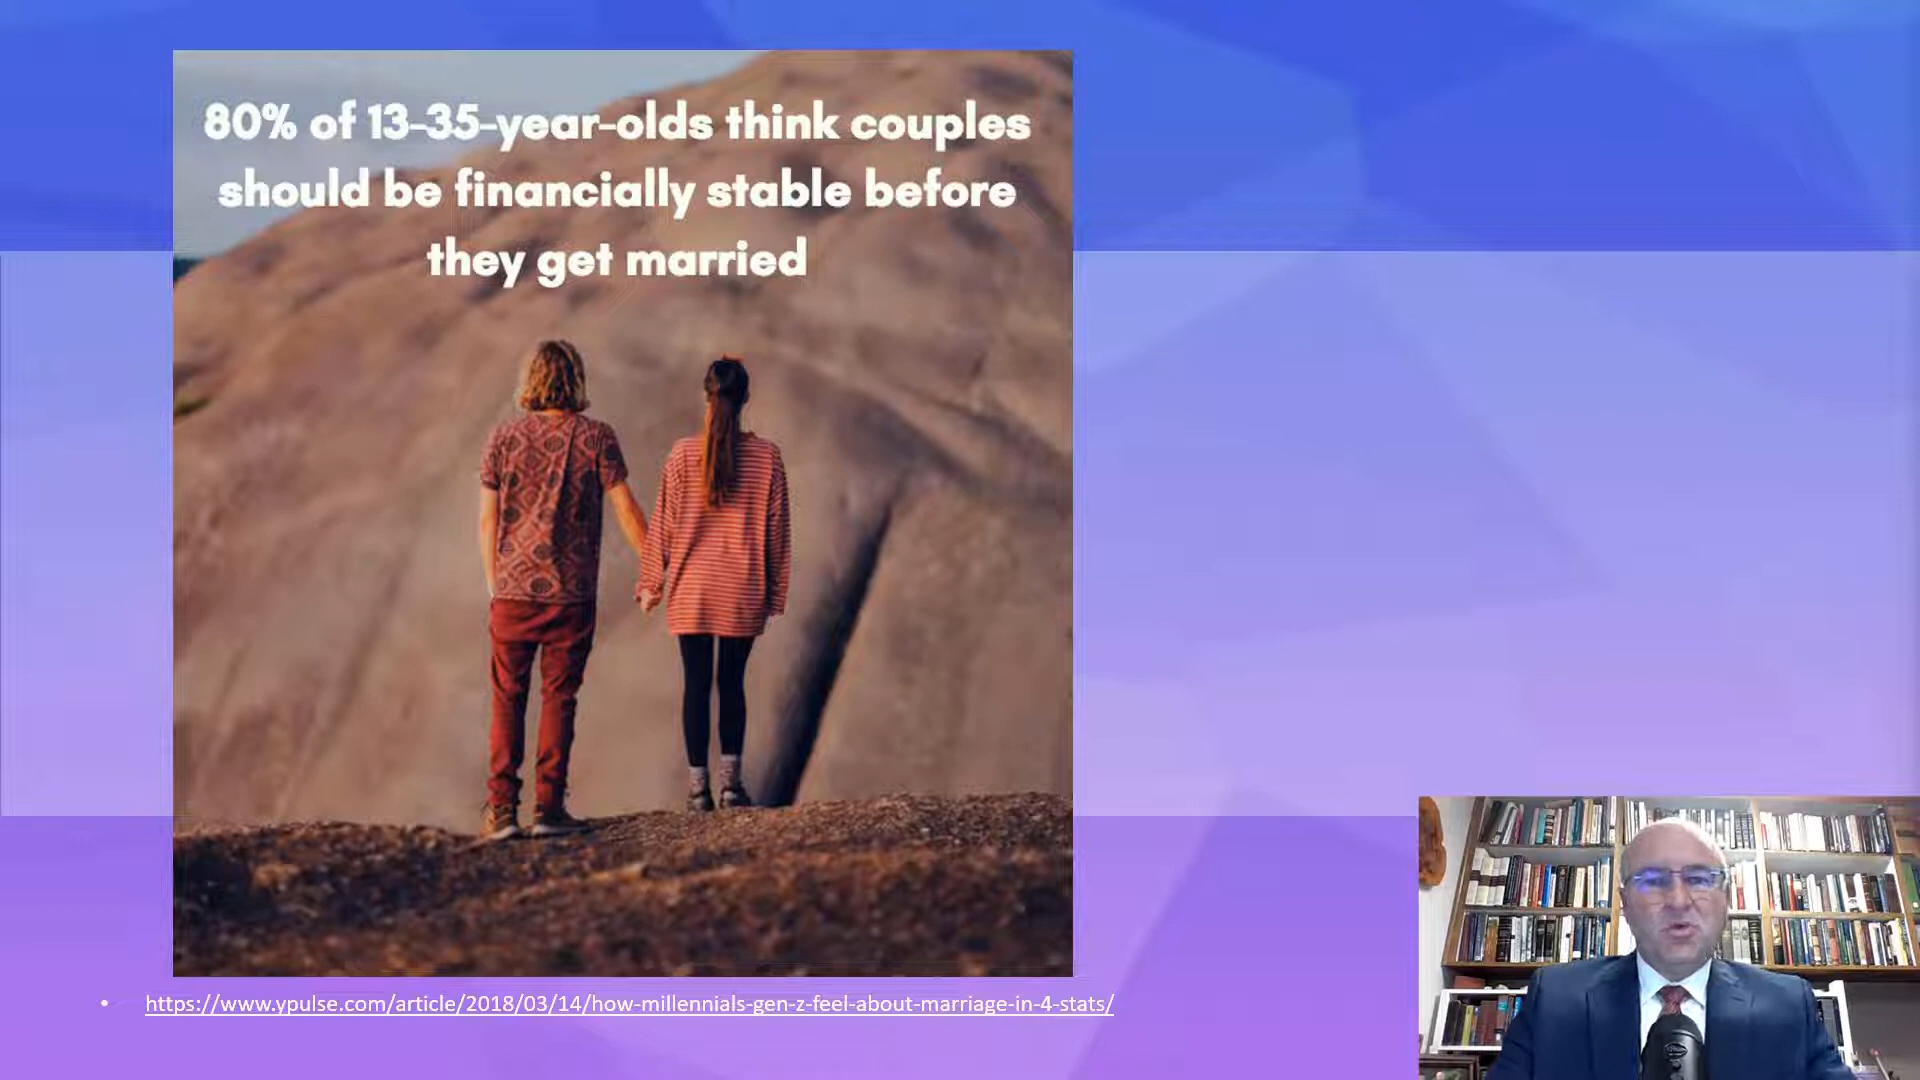 80% of 13-35-year-olds think couples
should be financially stable before
they get married
• https://www.ypulse.com/article/2018/03/14/how-millennials-gen-z-feel-about-marriage-in-4-stats/